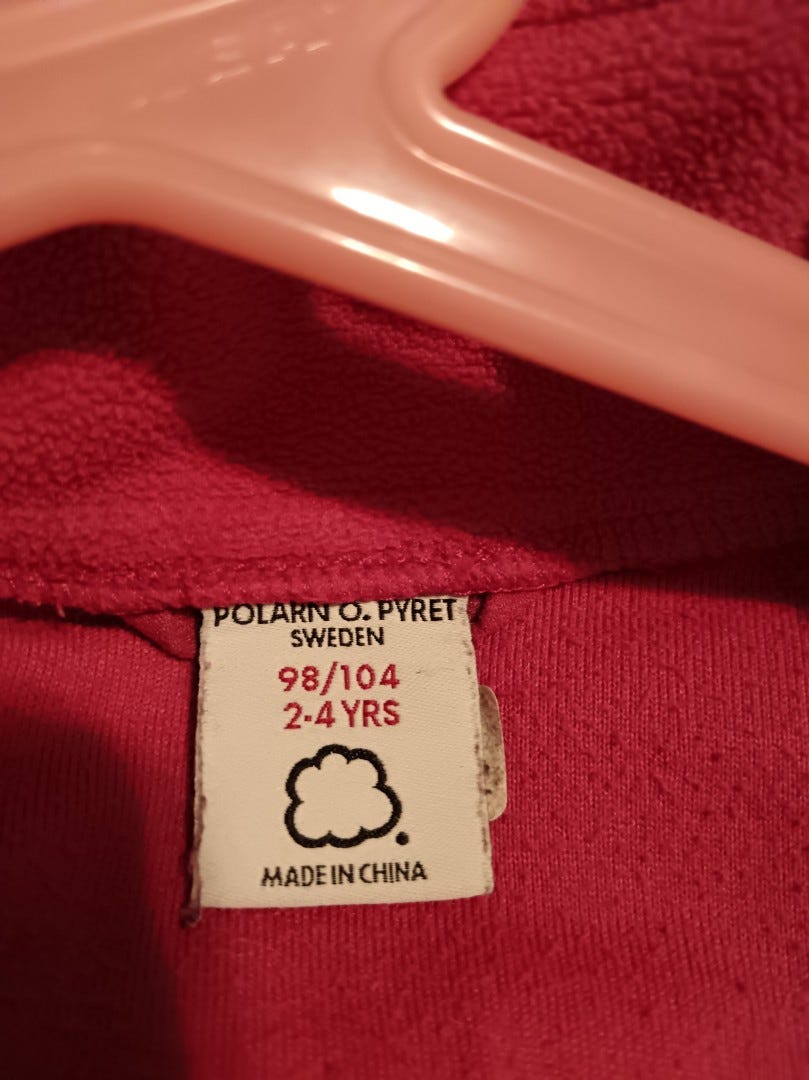 POLARN O. PYRET
SWEDEN
98/104
2-4 YRS
MADE IN CHINA